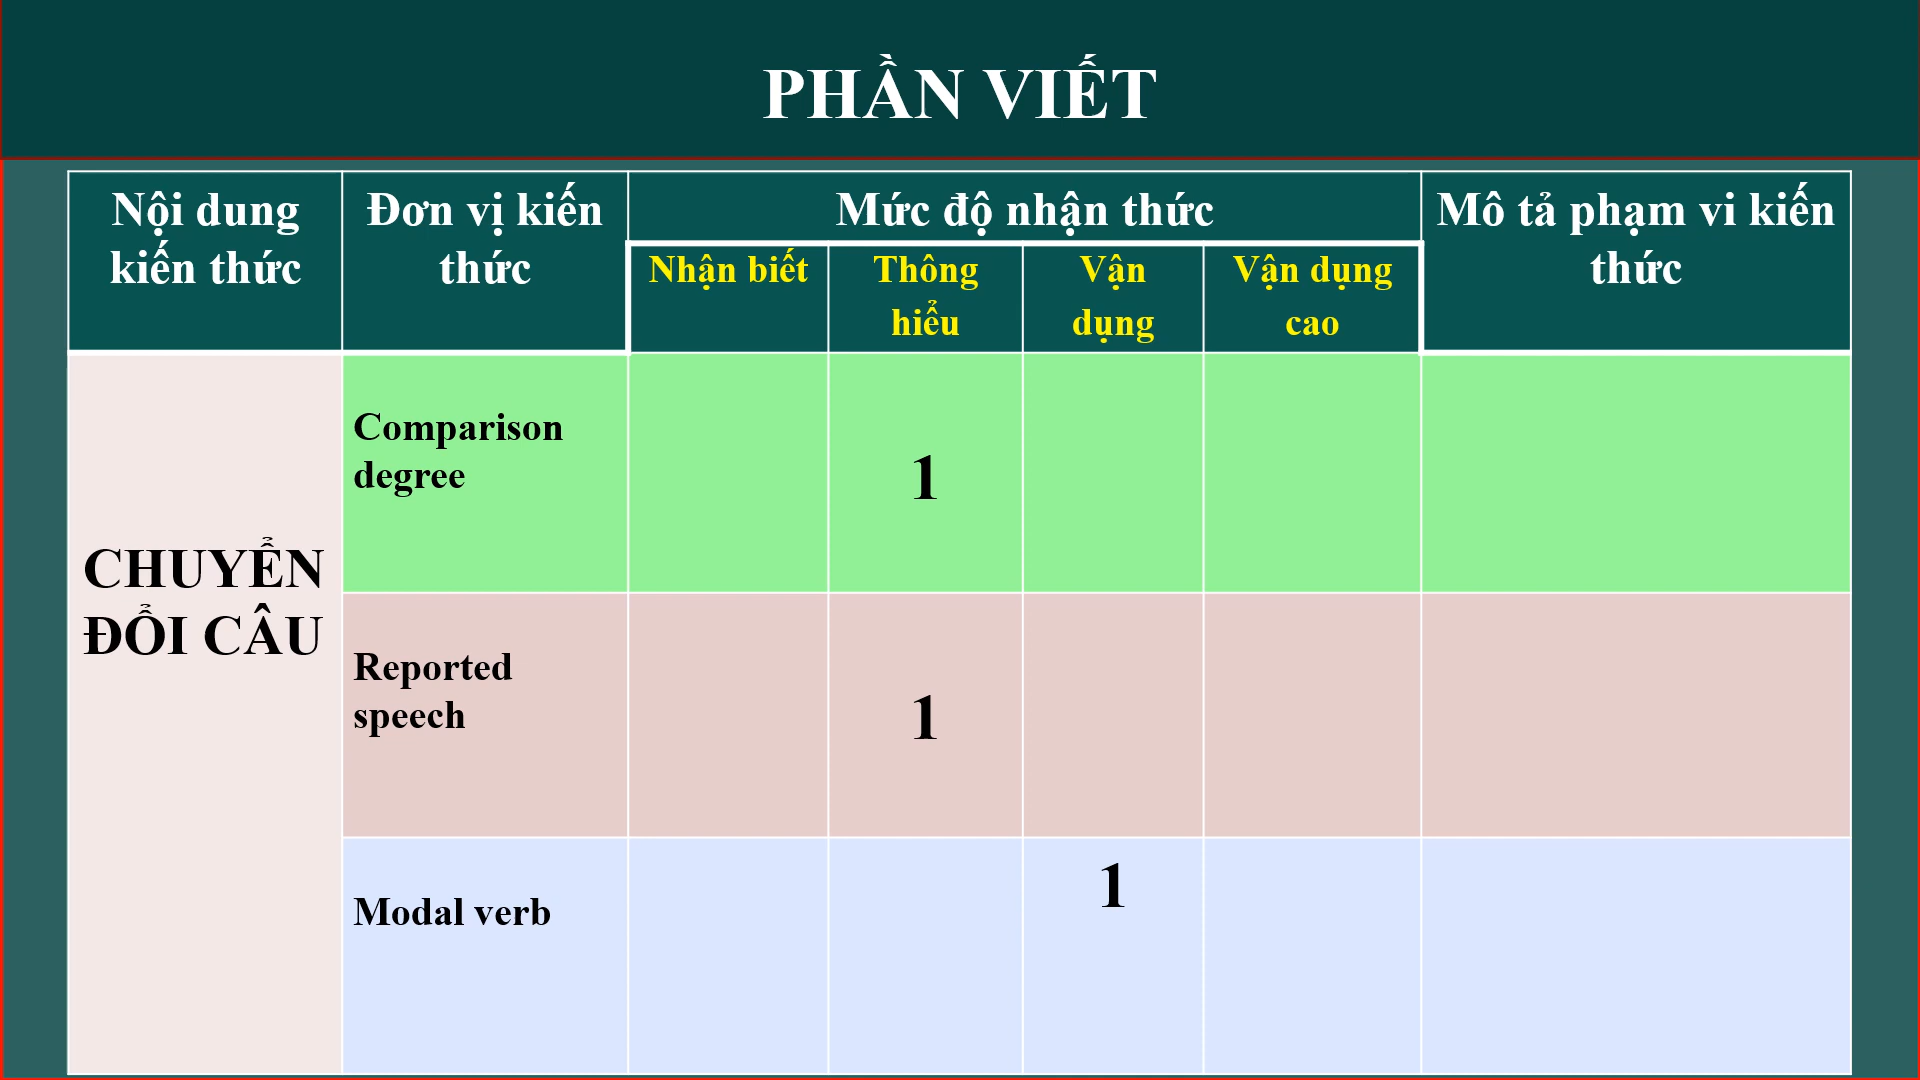 PHẦN VIẾT
Nội dung
kiến thức
Đơn vị kiến
thức
Mức độ nhận thức
Mô tả phạm vi kiến
thức
Nhận biết
Thông
hiểu
Vận
dụng
Vận dụng
cao
CHUYỂN
ĐỔI CÂU
Comparison
degree
1
Reported
speech
1
Modal verb
1